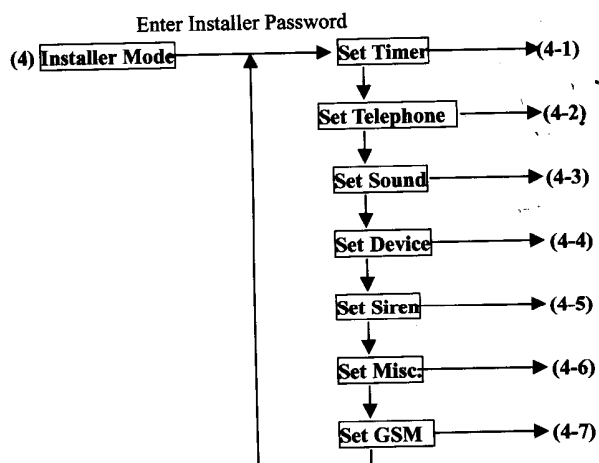 Enter Installer Password
(4) Installer Mode Set Timer (4-1)
Set Telephone (4-2)
Set Sound (4-3)
Set Device (4-4)
Set Siren (4-5)
Set Misc. (4-6)
Set GSM (4-7)